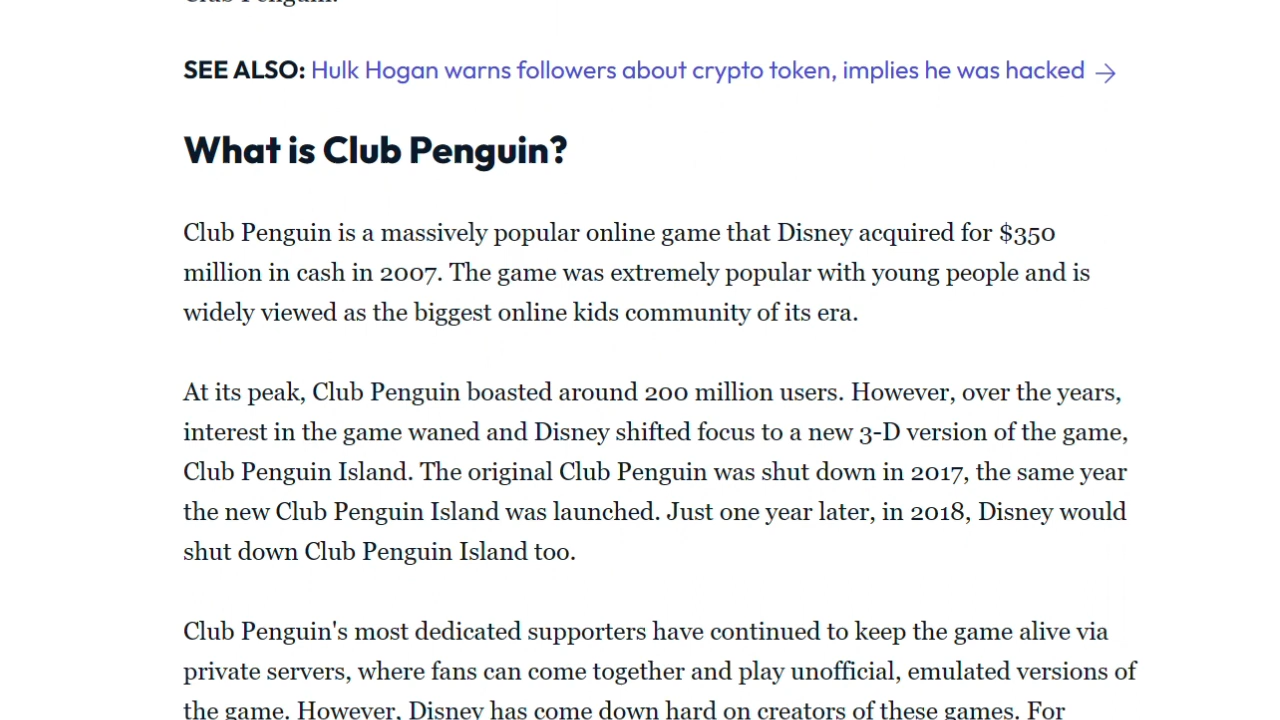 Club Penguin.
SEE ALSO: Hulk Hogan warns followers about crypto token, implies he was hacked →
What is Club Penguin?
Club Penguin is a massively popular online game that Disney acquired for $350
million in cash in 2007. The game was extremely popular with young people and is
widely viewed as the biggest online kids community of its era.
At its peak, Club Penguin boasted around 200 million users. However, over the years,
interest in the game waned and Disney shifted focus to a new 3-D version of the game,
Club Penguin Island. The original Club Penguin was shut down in 2017, the same year
the new Club Penguin Island was launched. Just one year later, in 2018, Disney would
shut down Club Penguin Island too.
Club Penguin's most dedicated supporters have continued to keep the game alive via
private servers, where fans can come together and play unofficial, emulated versions of
the game. However, Disney has come down hard on creators of these games. For